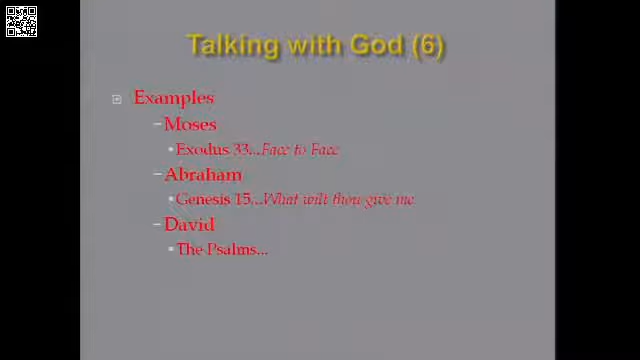 Talking with God (6)
Examples
–Moses
Exodus 33...Face to Face
–Abraham
Genesis 15...What wilt thou give me
–David
The Psalms...